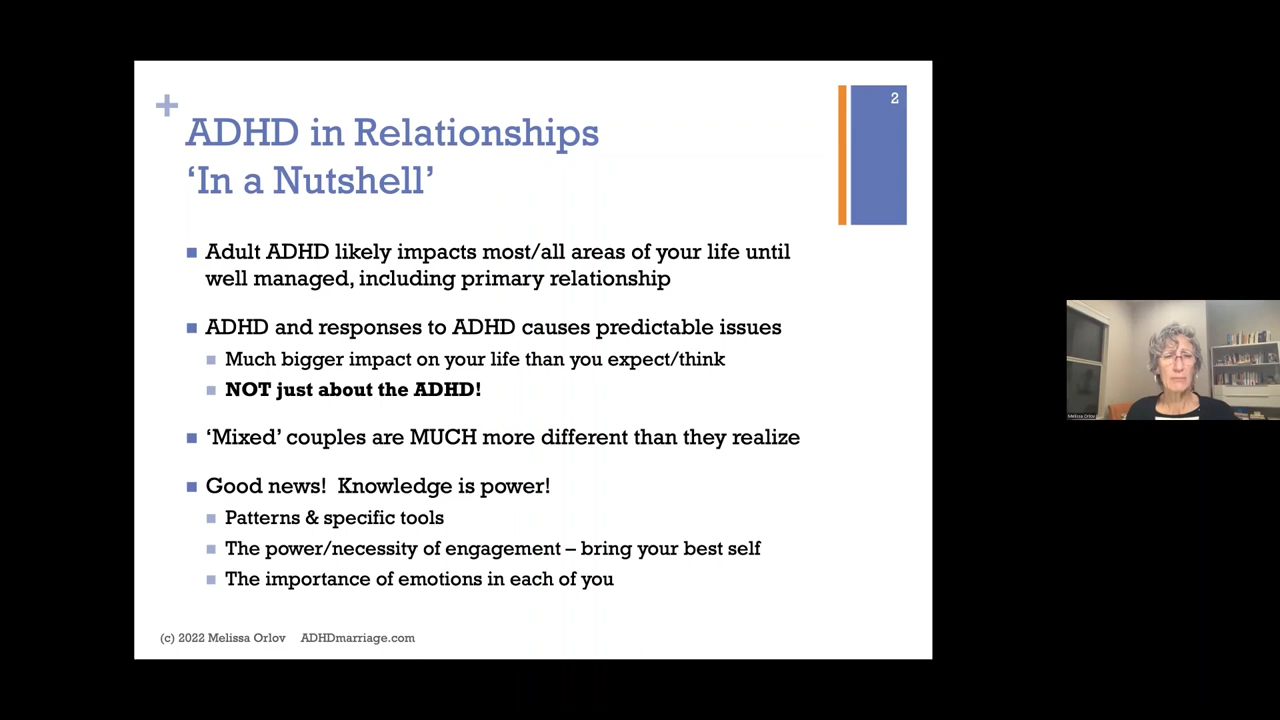 2
+
ADHD in Relationships
‘In a Nutshell’
Adult ADHD likely impacts most/all areas of your life until
well managed, including primary relationship
ADHD and responses to ADHD causes predictable issues
Much bigger impact on your life than you expect/think
NOT just about the ADHD!
‘Mixed’ couples are MUCH more different than they realize
Good news!  Knowledge is power!
Patterns & specific tools
The power/necessity of engagement – bring your best self
The importance of emotions in each of you
(c) 2022 Melissa Orlov    ADHDmarriage.com
Melissa Orlov